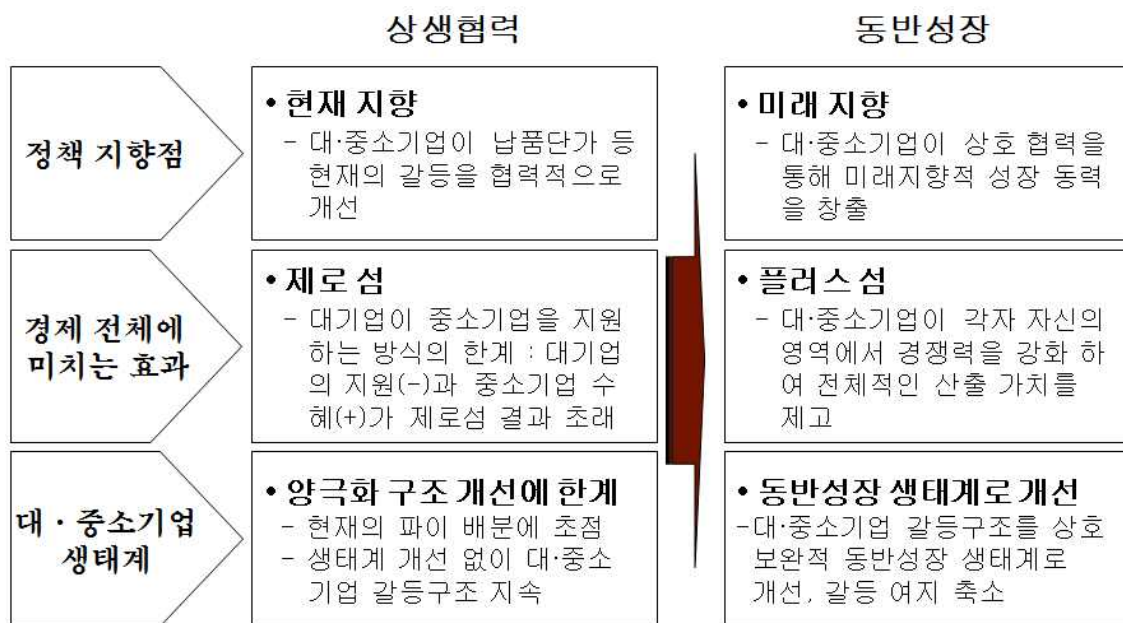 상생협력
동반성장
정책 지향점
• 현재 지향
- 대·중소기업이 납품단가 등
현재의 갈등을 협력적으로
개선
• 미래 지향
- 대·중소기업이 상호 협력을
통해 미래지향적 성장 동력
을 창출
경제 전체에
미치는 효과
• 제로 섬
- 대기업이 중소기업을 지원
하는 방식의 한계 : 대기업
의 지원(-)과 중소기업 수
혜(+)가 제로섬 결과 초래
• 플러스 섬
- 대·중소기업이 각자 자신의
영역에서 경쟁력을 강화 하
여 전체적인 산출 가치를
제고
대 · 중소기업
생태계
• 양극화 구조 개선에 한계
- 현재의 파이 배분에 초점
- 생태계 개선 없이 대·중소
기업 갈등구조 지속
• 동반성장 생태계로 개선
-대·중소기업 갈등구조를 상호
보완적 동반성장 생태계로
개선, 갈등 여지 축소